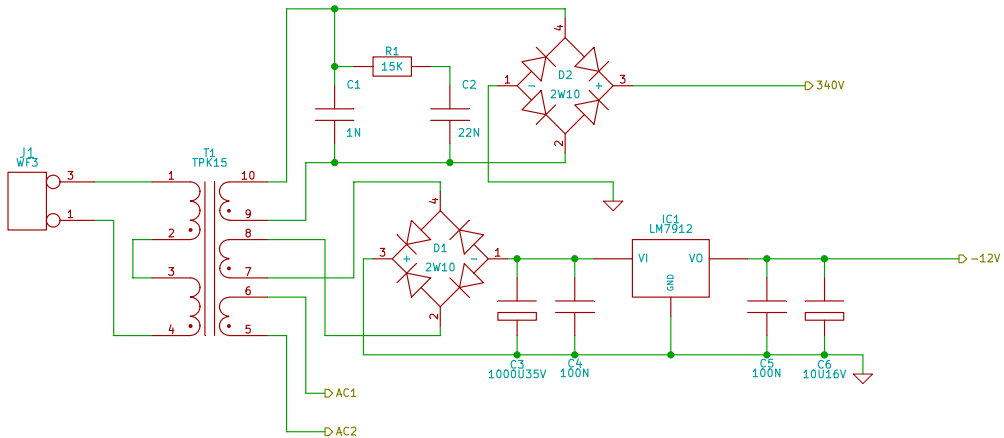 4
R1
15K
C1
C2
1N
22N
D2
2W10
1
-
+
3
340V
2
J1
WF3
3
1
T1
TPK15
1
2
3
4
10
9
8
7
6
5
4
3
+
D1
2W10
-
1
2
IC1
LM7912
VI
VO
GND
-12V
C3
1000U35V
C4
100N
C5
100N
C6
10U16V
AC1
AC2